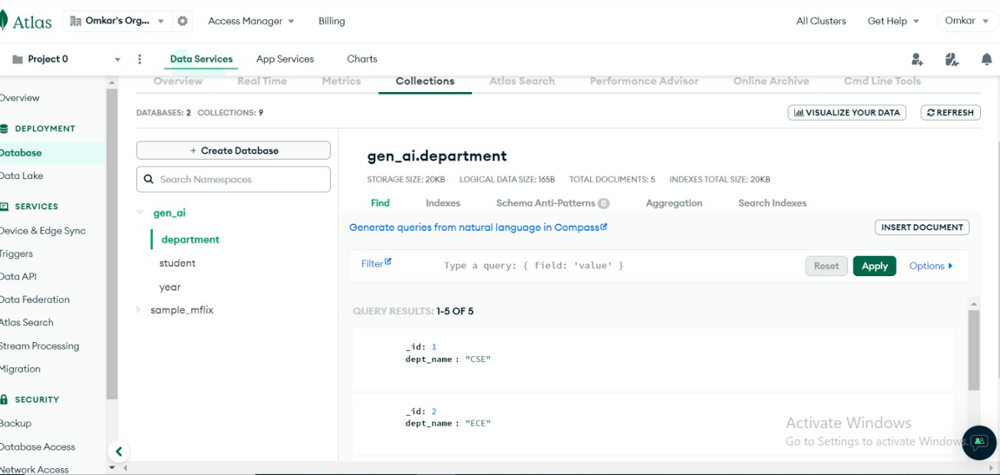 Atlas
Omkar's Org...
Access Manager
Billing
All Clusters
Get Help
Omkar
Project 0
Data Services
App Services
Charts
Overview
Real Time
Metrics
Collections
Atlas Search
Performance Advisor
Online Archive
Cmd Line Tools
Overview
DEPLOYMENT
Database
Data Lake
SERVICES
Device & Edge Sync
Triggers
Data API
Data Federation
Atlas Search
Stream Processing
Migration
SECURITY
Backup
Database Access
Network Access
DATABASES: 2 COLLECTIONS: 9
VISUALIZE YOUR DATA
REFRESH
+ Create Database
Search Namespaces
gen_ai
department
student
year
sample_mflix
gen_ai.department
STORAGE SIZE: 20KB LOGICAL DATA SIZE: 165B TOTAL DOCUMENTS: 5 INDEXES TOTAL SIZE: 20KB
Find
Indexes
Schema Anti-Patterns 0
Aggregation
Search Indexes
Generate queries from natural language in Compass
INSERT DOCUMENT
Filter
Type a query: { field: 'value' }
Reset
Apply
Options
QUERY RESULTS: 1-5 OF 5
_id: 1
dept_name : "CSE"
_id: 2
dept_name : "ECE"
Activate Windows
Go to Settings to activate Windows.